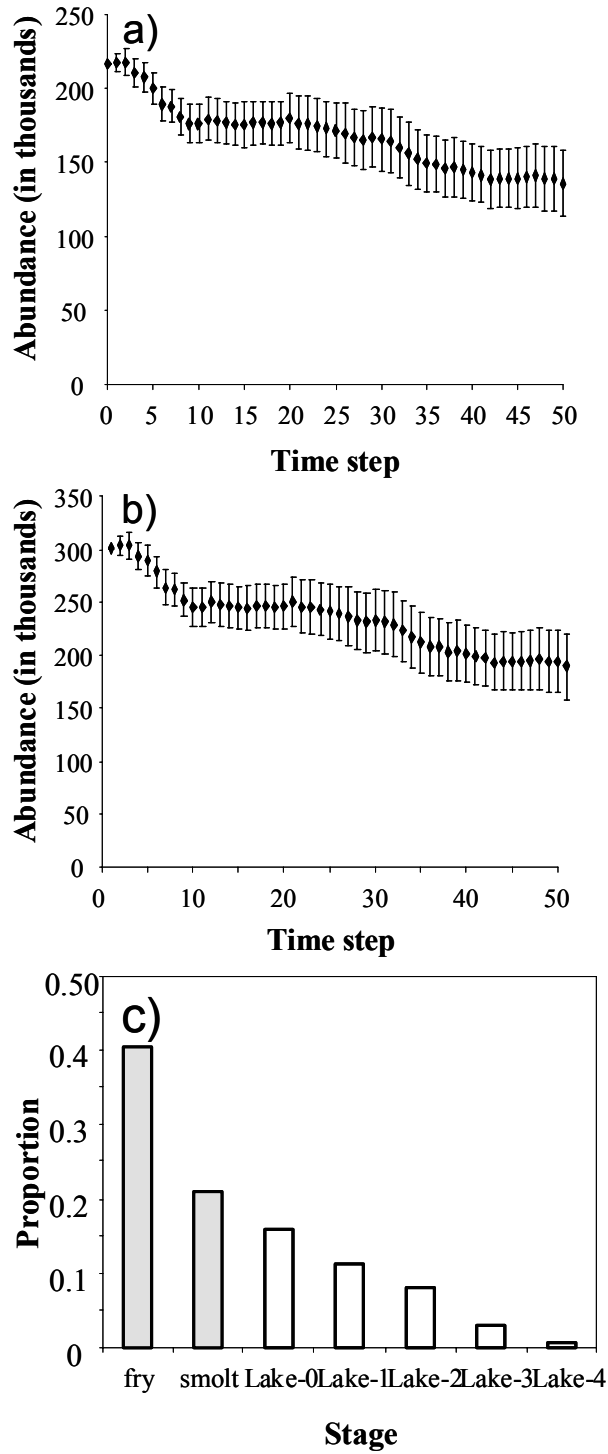 a)
Abundance (in thousands)
250
200
150
100
50
0
0 5 10 15 20 25 30 35 40 45 50
Time step
b)
Abundance (in thousands)
350
300
250
200
150
100
50
0
0 10 20 30 40 50
Time step
c)
Proportion
0.50
0.4
0.3
0.2
0.1
0
fry smolt Lake-0 Lake-1 Lake-2 Lake-3 Lake-4
Stage